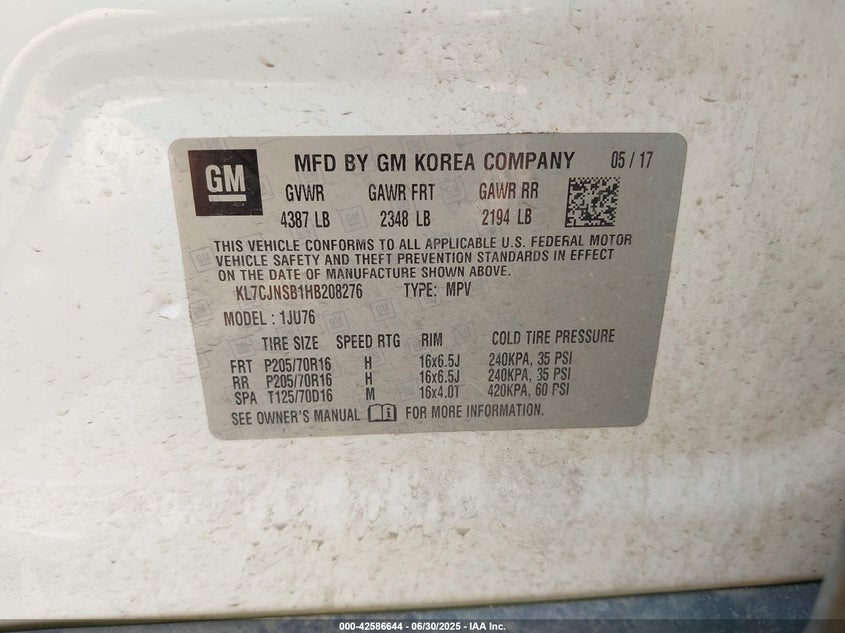 GM MFD BY GM KOREA COMPANY 05 / 17
GVWR GAWR FRT GAWR RR
4387 LB 2348 LB 2194 LB
THIS VEHICLE CONFORMS TO ALL APPLICABLE U.S. FEDERAL MOTOR
VEHICLE SAFETY AND THEFT PREVENTION STANDARDS IN EFFECT
ON THE DATE OF MANUFACTURE SHOWN ABOVE.
KL7CJNSB1HB208276 TYPE: MPV
MODEL : 1JU76
TIRE SIZE SPEED RTG RIM COLD TIRE PRESSURE
FRT P205/70R16 H 16x6.5J 240KPA, 35 PSI
RR P205/70R16 H 16x6.5J 240KPA, 35 PSI
SPA T125/70D16 M 16x4.0T 420KPA, 60 PSI
SEE OWNER'S MANUAL FOR MORE INFORMATION.
000-42586644 - 06/30/2025 - IAA Inc.